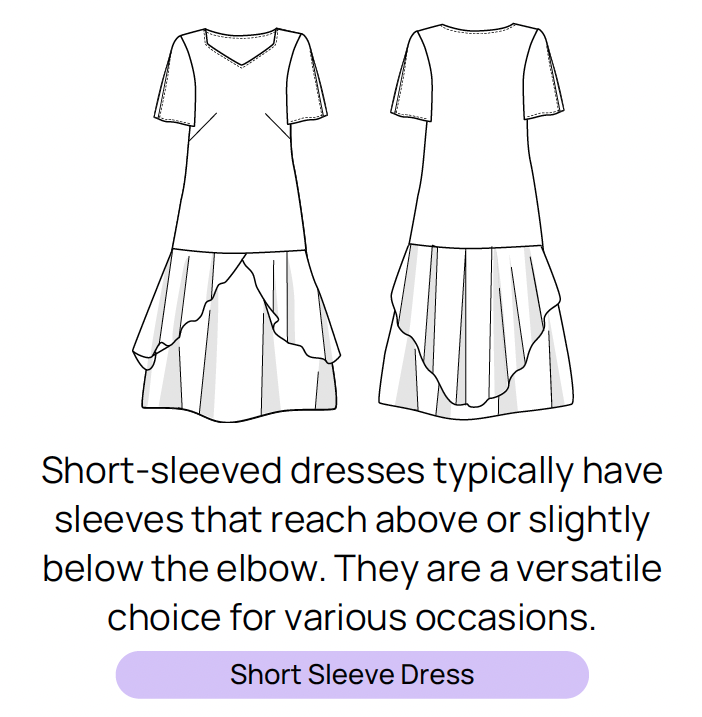 Short-sleeved dresses typically have
sleeves that reach above or slightly
below the elbow. They are a versatile
choice for various occasions.
Short Sleeve Dress